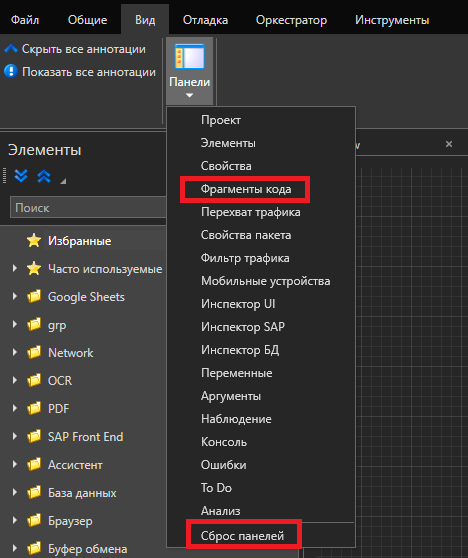 Файл Общие Вид Отладка Оркестратор Инструменты
Скрыть все аннотации
Показать все аннотации
Панели
Элементы
Поиск
Избранные
Часто используемые
Google Sheets
grp
Network
OCR
PDF
SAP Front End
Ассистент
База данных
Браузер
Буфер обмена
Проект
Элементы
Свойства
Фрагменты кода
Перехват трафика
Свойства пакета
Фильтр трафика
Мобильные устройства
Инспектор UI
Инспектор SAP
Инспектор БД
Переменные
Аргументы
Наблюдение
Консоль
Ошибки
To Do
Анализ
Сброс панелей